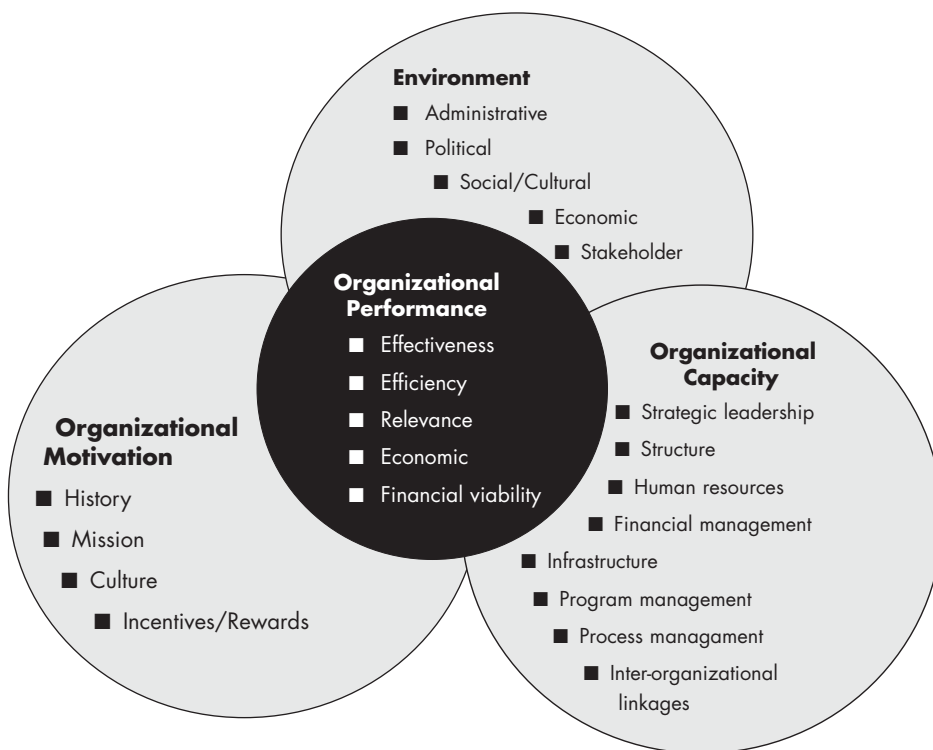 Environment
■ Administrative
■ Political
■ Social/Cultural
■ Economic
■ Stakeholder
Organizational
Performance
■ Effectiveness
■ Efficiency
■ Relevance
■ Economic
■ Financial viability
Organizational
Motivation
■ History
■ Mission
■ Culture
■ Incentives/Rewards
Organizational
Capacity
■ Strategic leadership
■ Structure
■ Human resources
■ Financial management
■ Infrastructure
■ Program management
■ Process managament
■ Inter-organizational
linkages